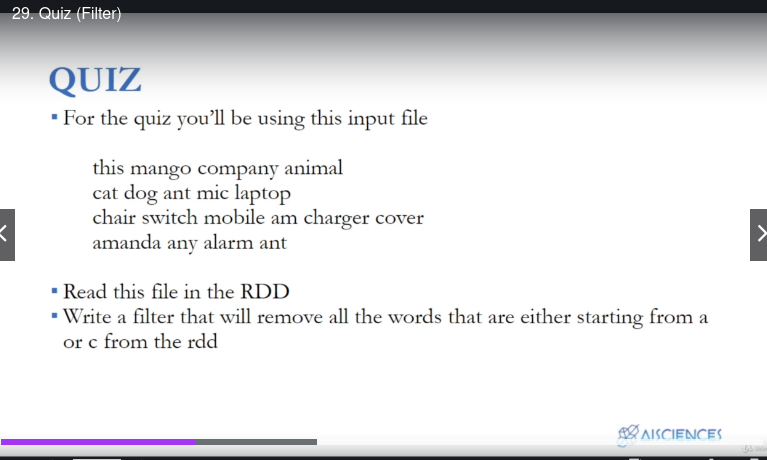 29. Quiz (Filter)
QUIZ
▪ For the quiz you’ll be using this input file
this mango company animal
cat dog ant mic laptop
chair switch mobile am charger cover
amanda any alarm ant
▪ Read this file in the RDD
▪ Write a filter that will remove all the words that are either starting from a
or c from the rdd
AISCIENCES